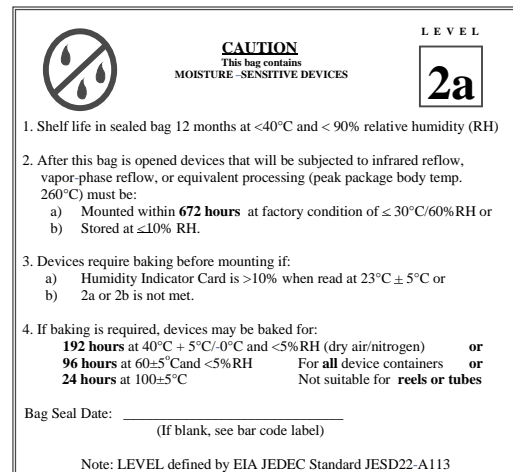 LEVEL
CAUTION
This bag contains
MOISTURE –SENSITIVE DEVICES
2a
1. Shelf life in sealed bag 12 months at <40°C and < 90% relative humidity (RH)
2. After this bag is opened devices that will be subjected to infrared reflow,
vapor-phase reflow, or equivalent processing (peak package body temp.
260°C) must be:
a) Mounted within 672 hours at factory condition of ≤ 30°C/60%RH or
b) Stored at ≤10% RH.
3. Devices require baking before mounting if:
a) Humidity Indicator Card is >10% when read at 23°C ± 5°C or
b) 2a or 2b is not met.
4. If baking is required, devices may be baked for:
192 hours at 40°C + 5°C/-0°C and <5%RH (dry air/nitrogen) or
96 hours at 60±5°Cand <5%RH For all device containers or
24 hours at 100±5°C Not suitable for reels or tubes
Bag Seal Date: ______________________________
(If blank, see bar code label)
Note: LEVEL defined by EIA JEDEC Standard JESD22-A113